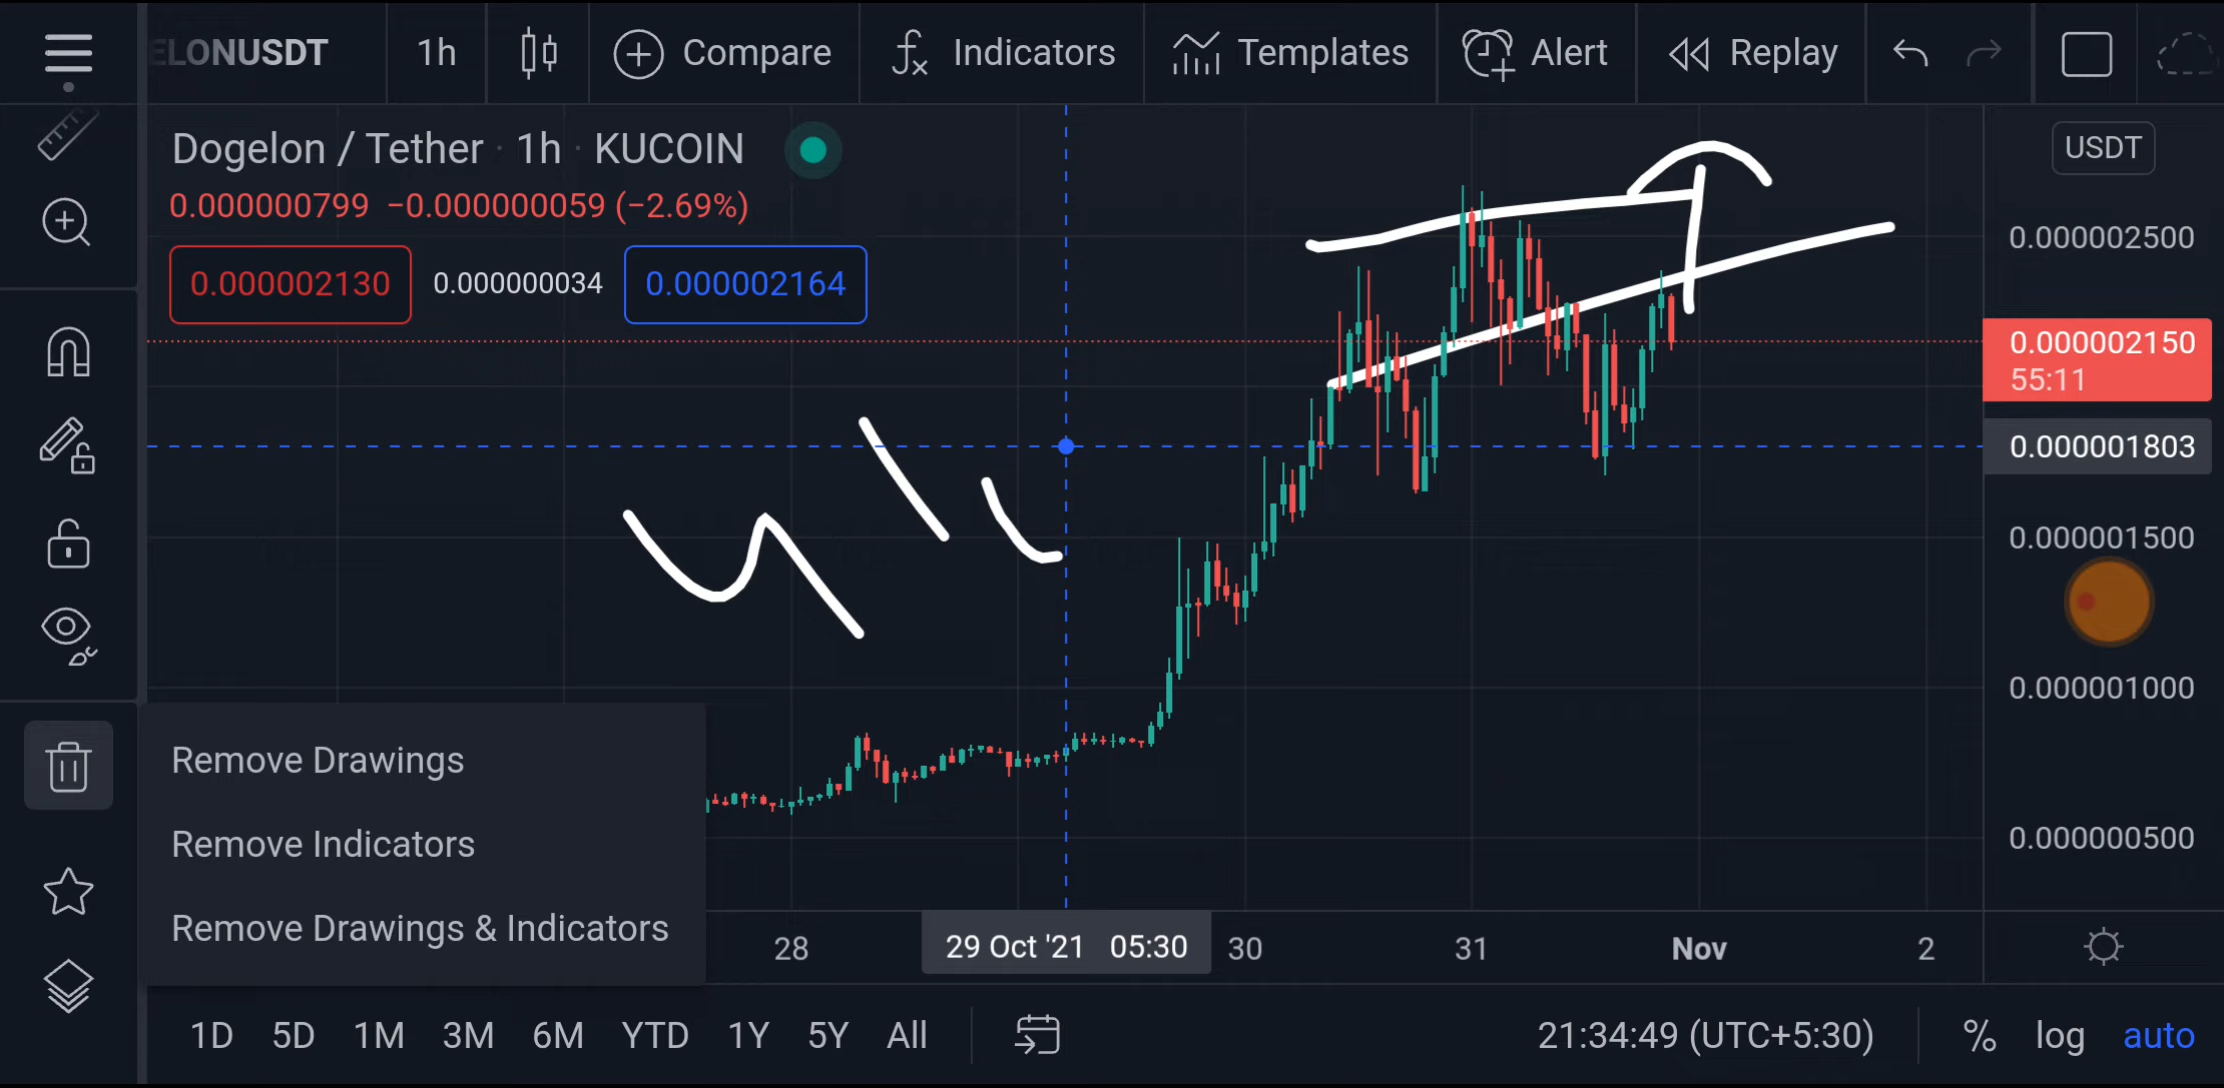 ELONUSDT 1h Compare Indicators Templates Alert Replay
Dogelon / Tether · 1h · KUCOIN USDT
0.000000799 −0.000000059 (−2.69%)
0.000002130 0.000000034 0.000002164
0.000002500
0.000002150
55:11
0.000001803
0.000001500
0.000001000
0.000000500
Remove Drawings
Remove Indicators
Remove Drawings & Indicators
28 29 Oct '21 05:30 30 31 Nov 2
1D 5D 1M 3M 6M YTD 1Y 5Y All 21:34:49 (UTC+5:30) % log auto